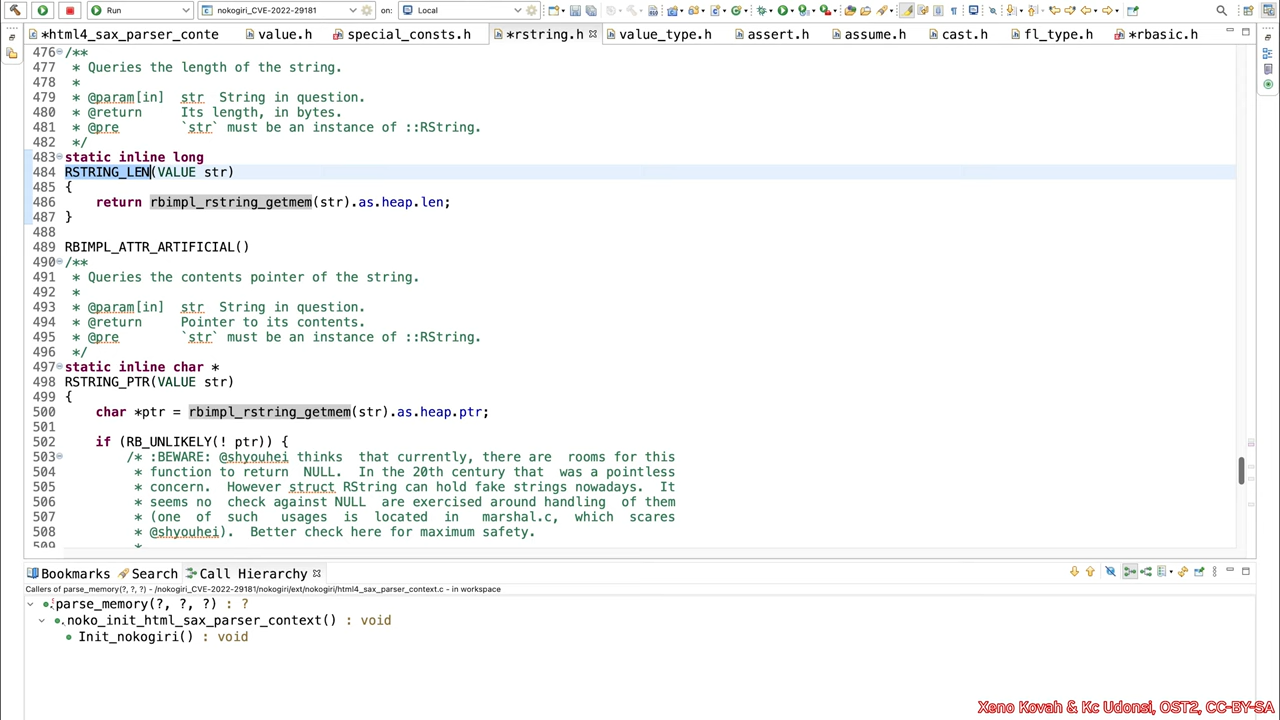 Run nokogiri_CVE-2022-29181 on: Local
*html4_sax_parser_conte value.h special_consts.h *rstring.h value_type.h assert.h assume.h cast.h fl_type.h *rbasic.h
476 /**
477 * Queries the length of the string.
478 *
479 * @param[in] str String in question.
480 * @return Its length, in bytes.
481 * @pre `str` must be an instance of ::RString.
482 */
483 static inline long
484 RSTRING_LEN(VALUE str)
485 {
486 return rbimpl_rstring_getmem(str).as.heap.len;
487 }
488
489 RBIMPL_ATTR_ARTIFICIAL()
490 /**
491 * Queries the contents pointer of the string.
492 *
493 * @param[in] str String in question.
494 * @return Pointer to its contents.
495 * @pre `str` must be an instance of ::RString.
496 */
497 static inline char *
498 RSTRING_PTR(VALUE str)
499 {
500 char *ptr = rbimpl_rstring_getmem(str).as.heap.ptr;
501
502 if (RB_UNLIKELY(! ptr)) {
503 /* :BEWARE: @shyouhei thinks that currently, there are rooms for this
504 * function to return NULL. In the 20th century that was a pointless
505 * concern. However struct RString can hold fake strings nowadays. It
506 * seems no check against NULL are exercised around handling of them
507 * (one of such usages is located in marshal.c, which scares
508 * @shyouhei). Better check here for maximum safety.
509 *
Bookmarks Search Call Hierarchy
Callers of parse_memory(?, ?, ?) - /nokogiri_CVE-2022-29181/nokogiri/ext/nokogiri/html4_sax_parser_context.c - in workspace
parse_memory(?, ?, ?) : ?
noko_init_html_sax_parser_context() : void
Init_nokogiri() : void
Xeno Kovah & Kc Udonsi, OST2, CC-BY-SA